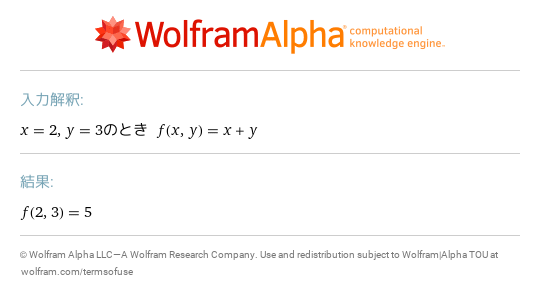 WolframAlpha computational
knowledge engine™
入力解釈:
x = 2, y = 3のとき f(x, y) = x + y
結果:
f(2, 3) = 5
© Wolfram Alpha LLC—A Wolfram Research Company. Use and redistribution subject to Wolfram|Alpha TOU at
wolfram.com/termsofuse